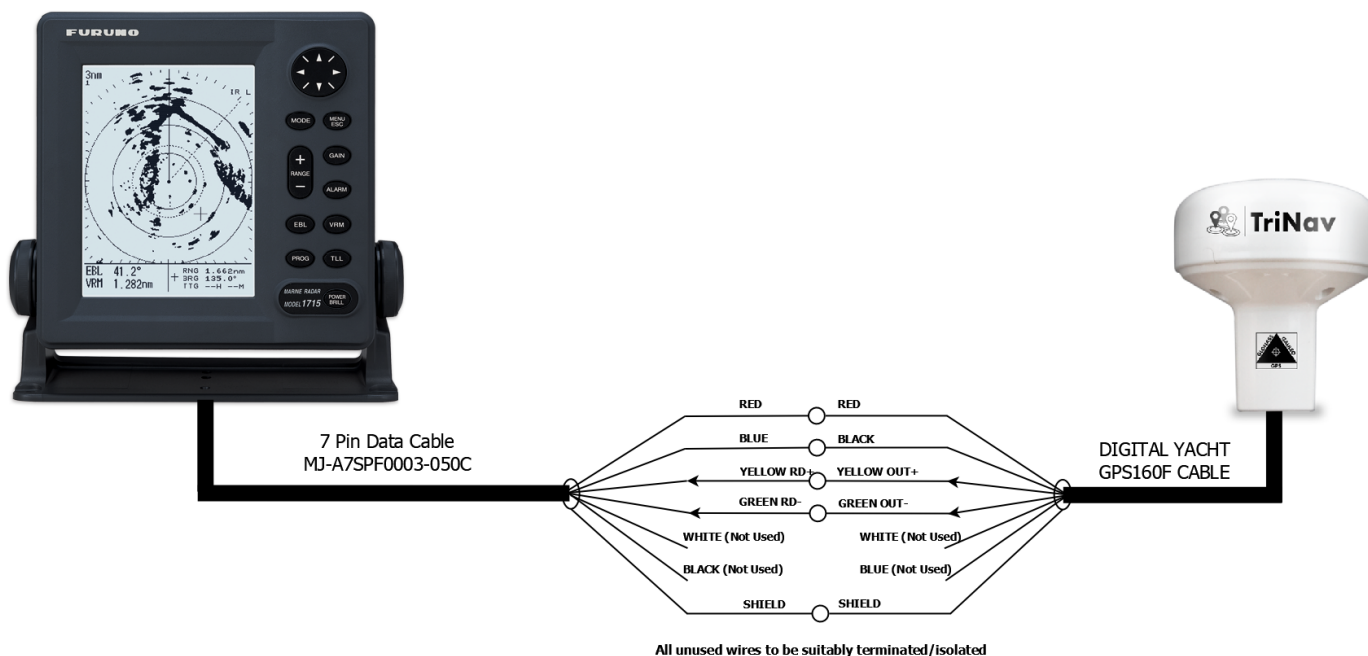 FURUNO
3nm
1
IR L
MODE
MENU
ESC
GAIN
+
RANGE
−
ALARM
EBL
VRM
PROG
TLL
EBL 41.2°
VRM 1.282nm
+ RNG 1.662nm
BRG 135.0°
TTG --H --M
MARINE RADAR
MODEL 1715
POWER
BRILL
TriNav
GLONASS
GALILEO
GPS
7 Pin Data Cable
MJ-A7SPF0003-050C
DIGITAL YACHT
GPS160F CABLE
RED RED
BLUE BLACK
YELLOW RD+ YELLOW OUT+
GREEN RD- GREEN OUT-
WHITE (Not Used) WHITE (Not Used)
BLACK (Not Used) BLUE (Not Used)
SHIELD SHIELD
All unused wires to be suitably terminated/isolated